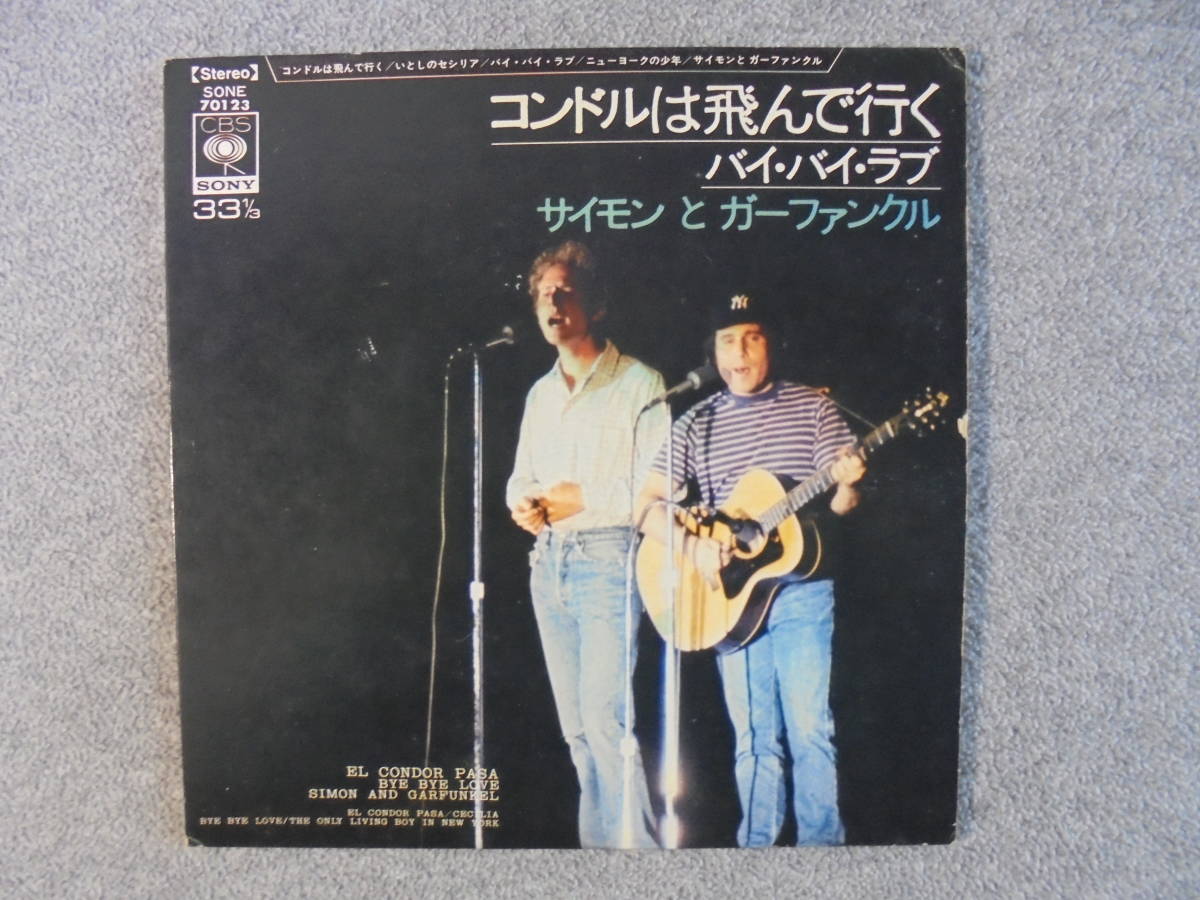 【Stereo】
SONE
70123
CBS
SONY
33⅓
コンドルは飛んで行く/いとしのセシリア/バイ・バイ・ラブ/ニューヨークの少年/サイモンとガーファンクル
コンドルは飛んで行く
バイ・バイ・ラブ
サイモン と ガーファンクル
NY
EL CONDOR PASA
BYE BYE LOVE
SIMON AND GARFUNKEL
EL CONDOR PASA/CECILIA
BYE BYE LOVE/THE ONLY LIVING BOY IN NEW YORK